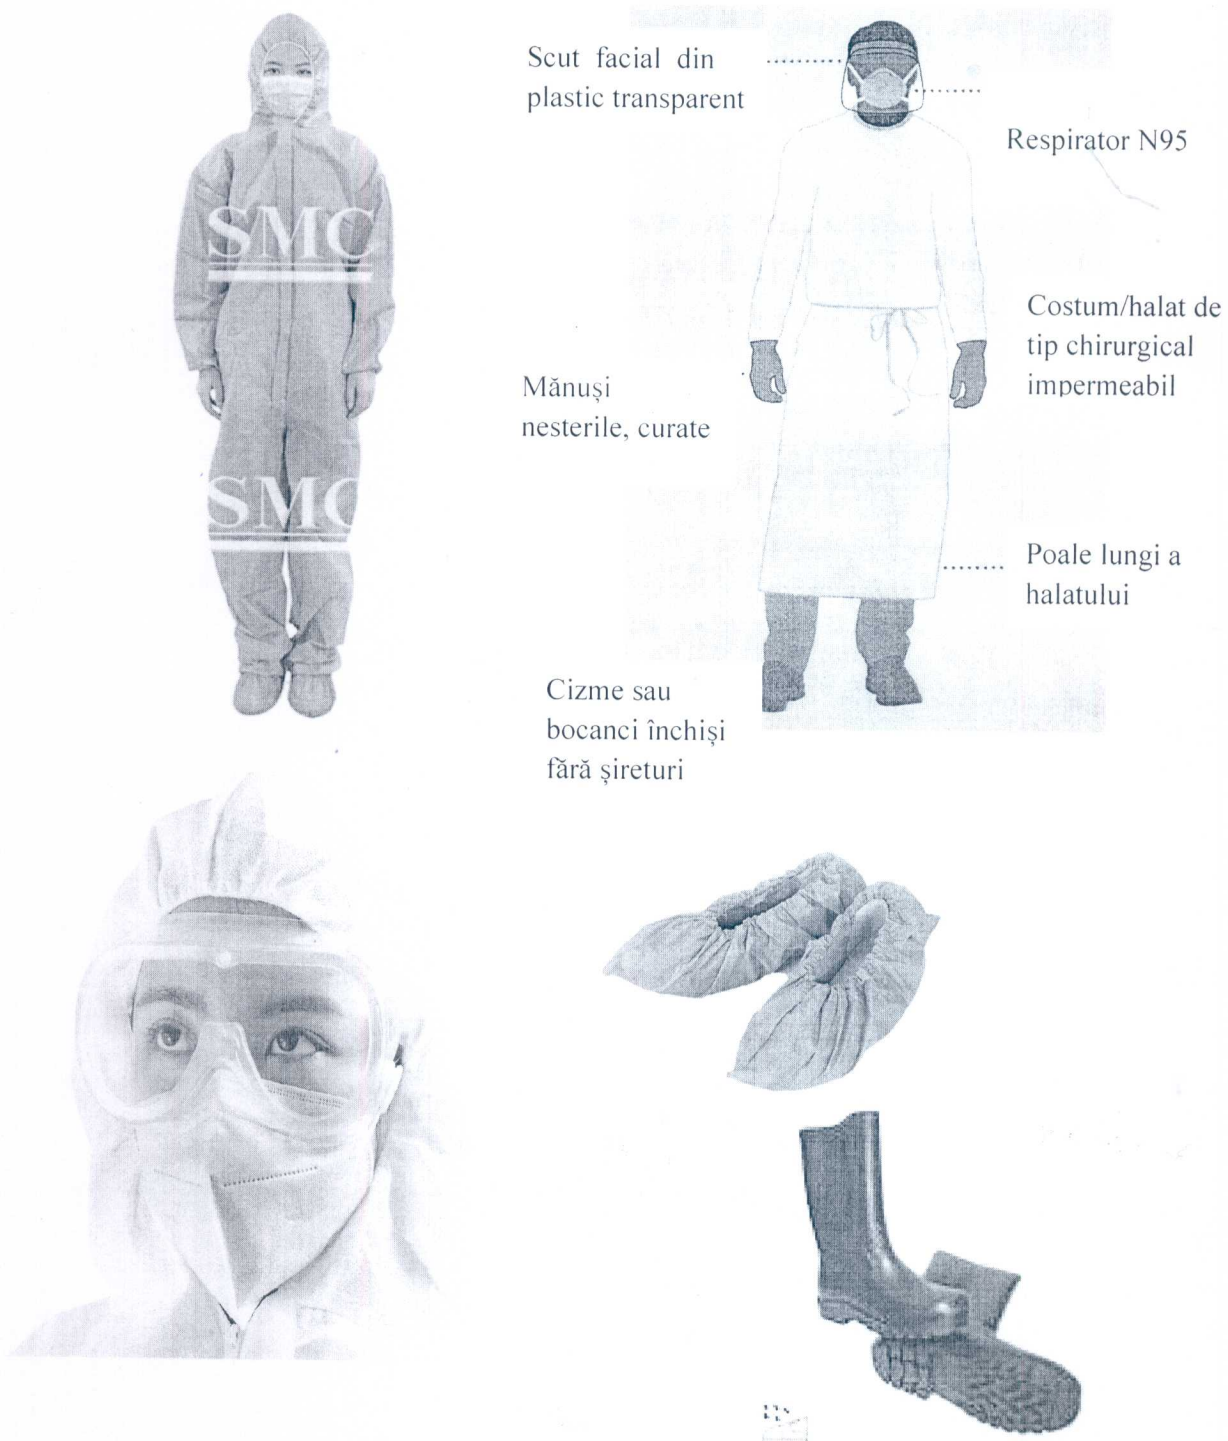 Scut facial din
plastic transparent
Respirator N95
SMC
Costum/halat de
tip chirurgical
impermeabil
Mănuși
nesterile, curate
SMC
Poale lungi a
halatului
Cizme sau
bocanci închiși
fără șireturi